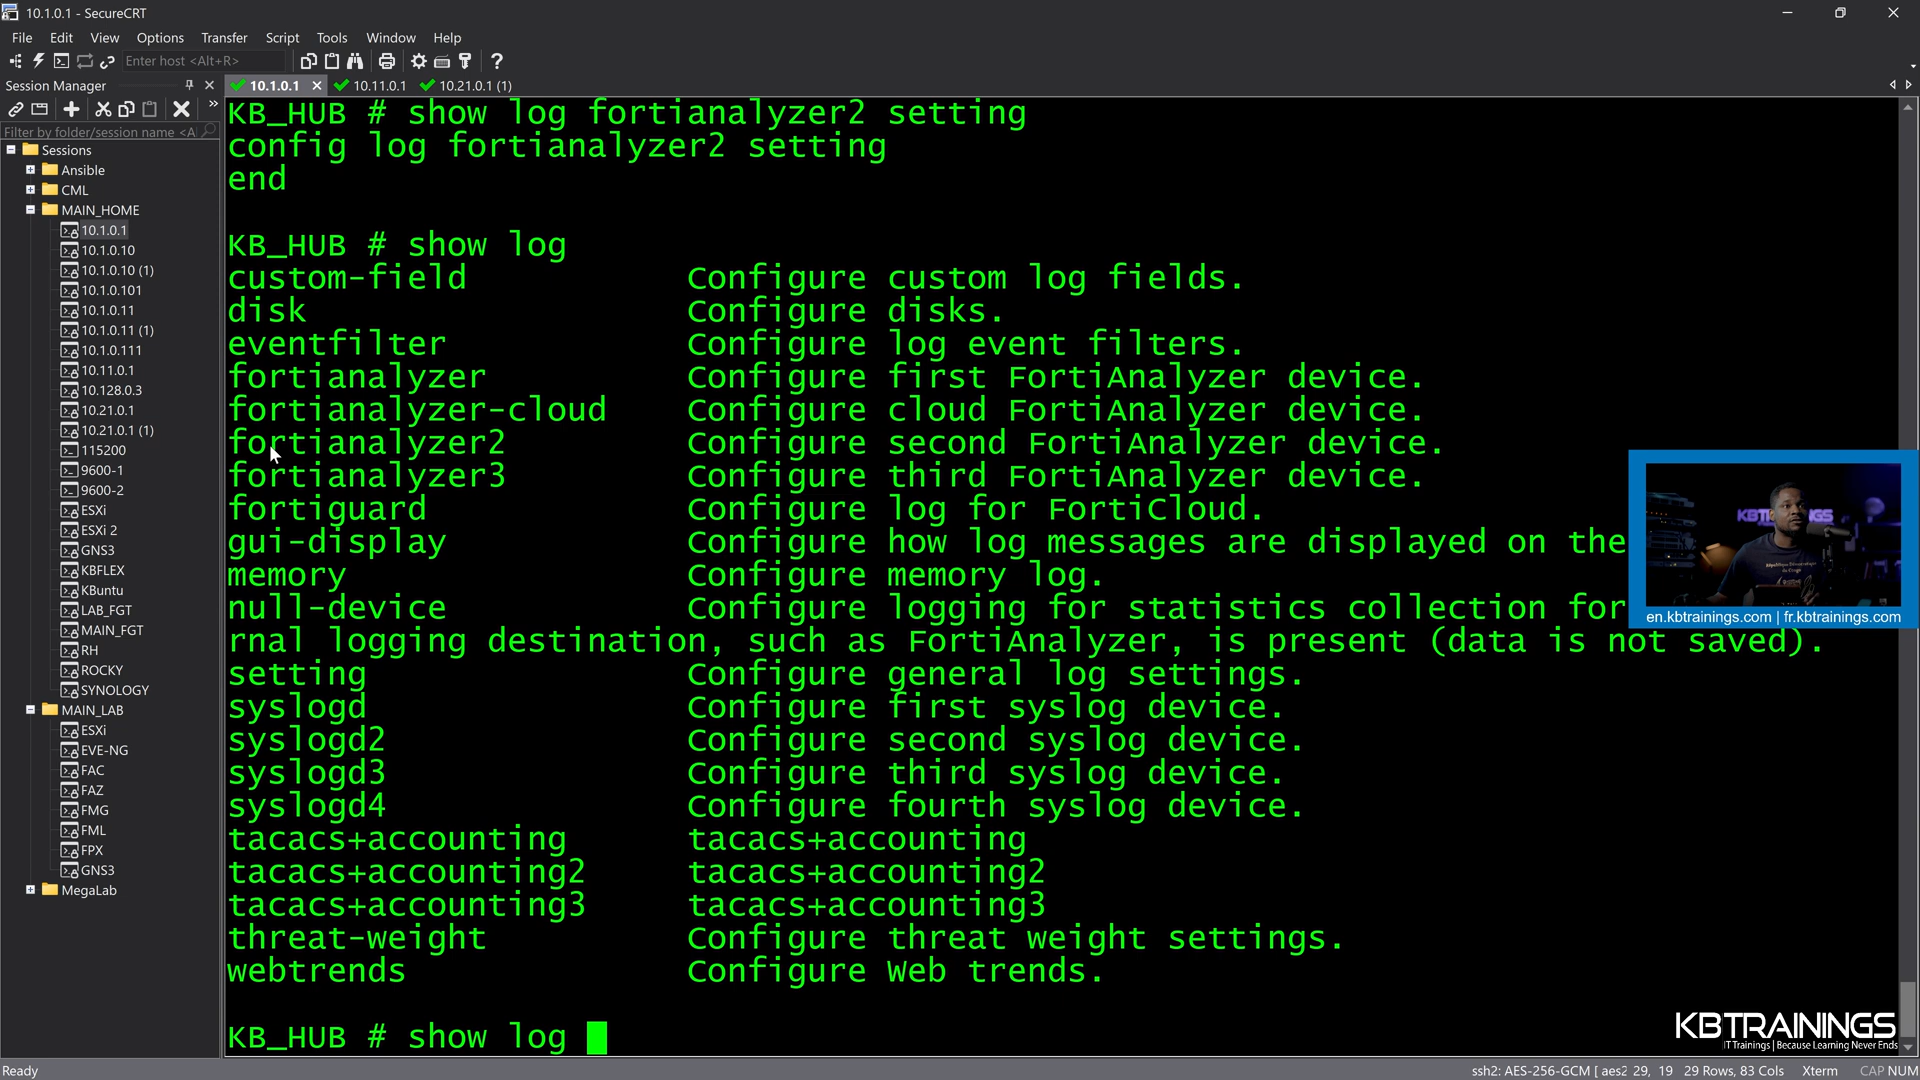 10.1.0.1 - SecureCRT
File Edit View Options Transfer Script Tools Window Help
Enter host <Alt+R>
Session Manager
10.1.0.1
10.11.0.1
10.21.0.1 (1)
Filter by folder/session name <A
Sessions
Ansible
CML
MAIN_HOME
10.1.0.1
10.1.0.10
10.1.0.10 (1)
10.1.0.101
10.1.0.11
10.1.0.11 (1)
10.1.0.111
10.11.0.1
10.128.0.3
10.21.0.1
10.21.0.1 (1)
115200
9600-1
9600-2
ESXi
ESXi 2
GNS3
KBFLEX
KBuntu
LAB_FGT
MAIN_FGT
RH
ROCKY
SYNOLOGY
MAIN_LAB
ESXi
EVE-NG
FAC
FAZ
FMG
FML
FPX
GNS3
MegaLab
KB_HUB # show log fortianalyzer2 setting
config log fortianalyzer2 setting
end
KB_HUB # show log
custom-field Configure custom log fields.
disk Configure disks.
eventfilter Configure log event filters.
fortianalyzer Configure first FortiAnalyzer device.
fortianalyzer-cloud Configure cloud FortiAnalyzer device.
fortianalyzer2 Configure second FortiAnalyzer device.
fortianalyzer3 Configure third FortiAnalyzer device.
fortiguard Configure log for FortiCloud.
gui-display Configure how log messages are displayed on the
memory Configure memory log.
null-device Configure logging for statistics collection for
rnal logging destination, such as FortiAnalyzer, is present (data is not saved).
setting Configure general log settings.
syslogd Configure first syslog device.
syslogd2 Configure second syslog device.
syslogd3 Configure third syslog device.
syslogd4 Configure fourth syslog device.
tacacs+accounting tacacs+accounting
tacacs+accounting2 tacacs+accounting2
tacacs+accounting3 tacacs+accounting3
threat-weight Configure threat weight settings.
webtrends Configure Web trends.
KB_HUB # show log
KBTRAININGS
en.kbtrainings.com | fr.kbtrainings.com
KBTRAININGS
IT Trainings | Because Learning Never Ends
Ready
ssh2: AES-256-GCM [ aes2 29, 19 29 Rows, 83 Cols Xterm CAP NUM